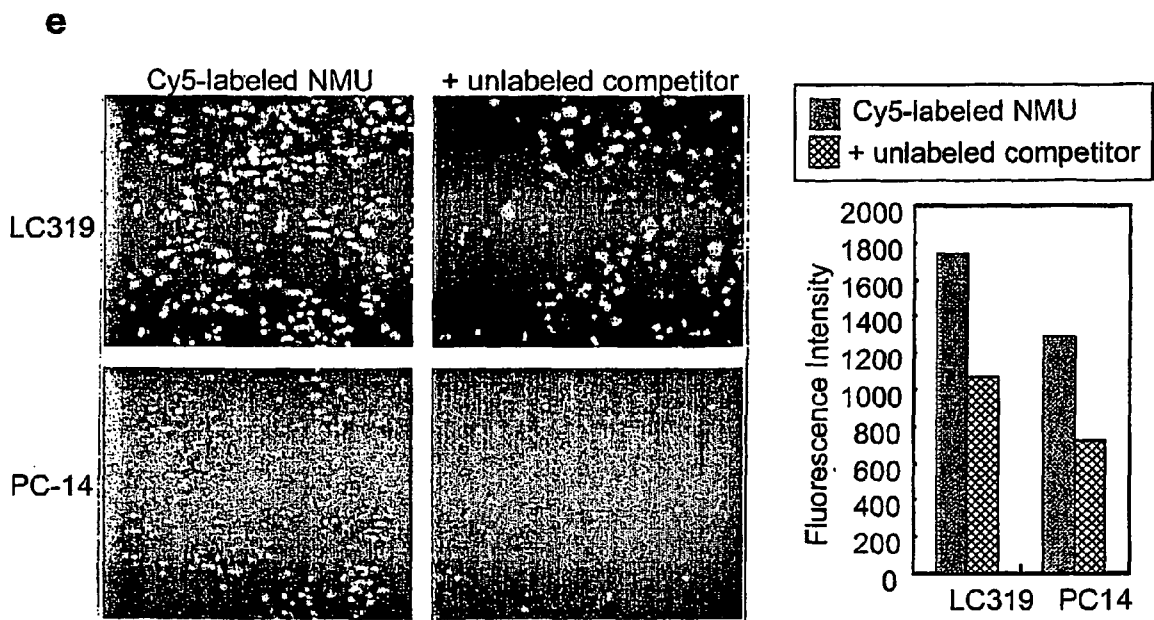 e
Cy5-labeled NMU
+ unlabeled competitor
LC319
PC-14
Cy5-labeled NMU
+ unlabeled competitor
Fluorescence Intensity
2000
1800
1600
1400
1200
1000
800
600
400
200
0
LC319
PC14